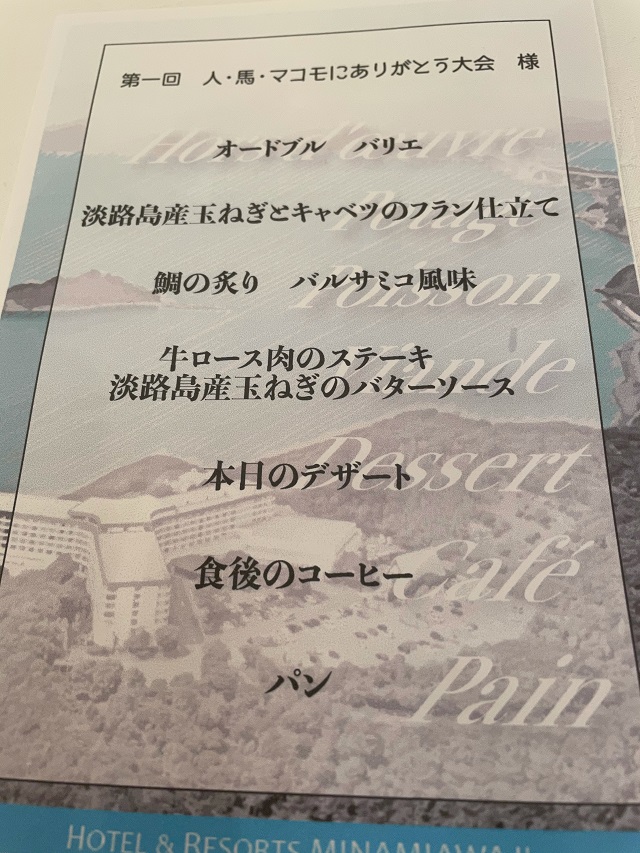 第一回 人・馬・マコモにありがとう大会 様
Hors d'œuvre
オードブル バリエ
Potage
淡路島産玉ねぎとキャベツのフラン仕立て
Poisson
鯛の炙り バルサミコ風味
Viande
牛ロース肉のステーキ
淡路島産玉ねぎのバターソース
Dessert
本日のデザート
Café
食後のコーヒー
Pain
パン
HOTEL & RESORTS MINAMIAWAJI